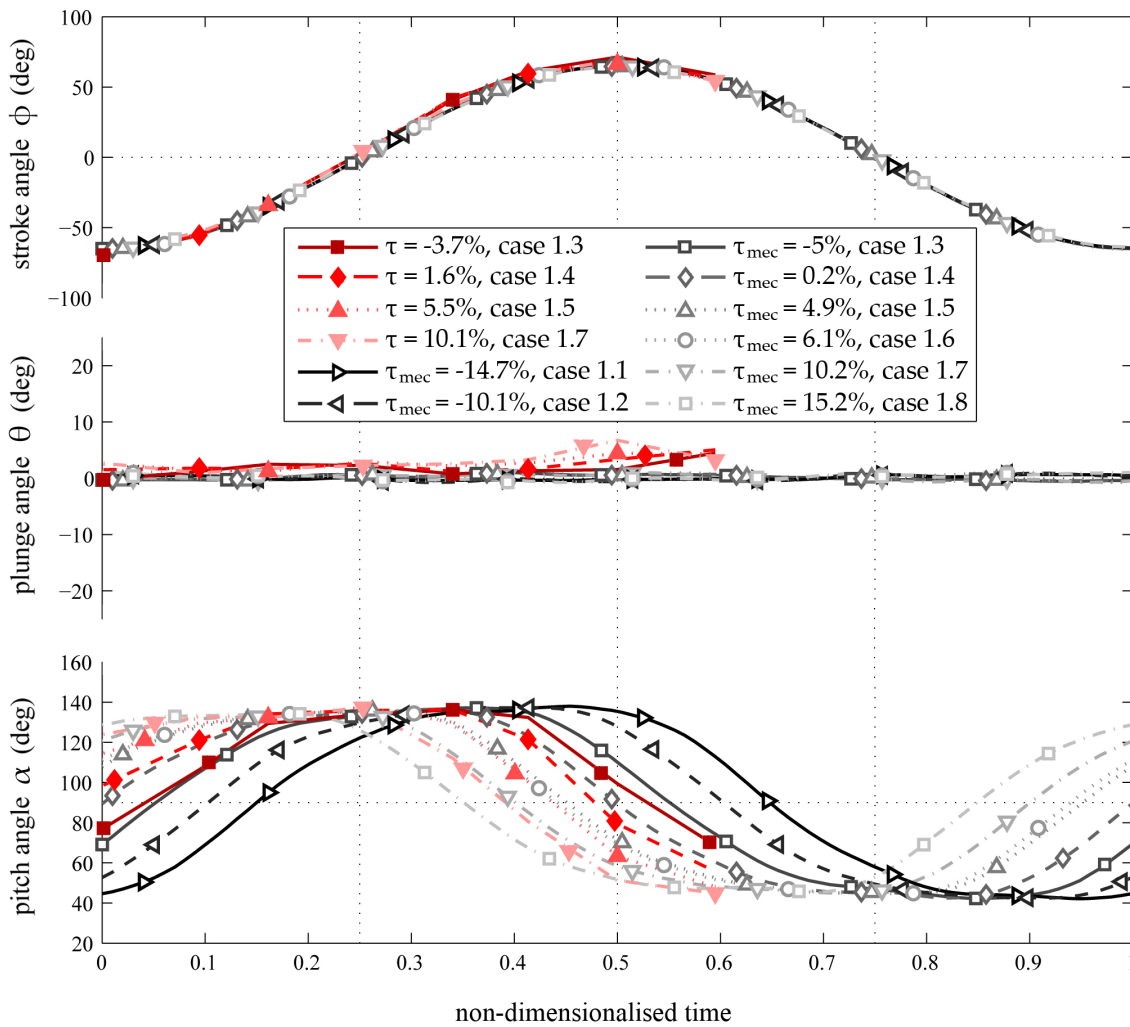 100
50
0
−50
−100
stroke angle ϕ (deg)
τ = -3.7%, case 1.3
τ = 1.6%, case 1.4
τ = 5.5%, case 1.5
τ = 10.1%, case 1.7
τmec = -14.7%, case 1.1
τmec = -10.1%, case 1.2
τmec = -5%, case 1.3
τmec = 0.2%, case 1.4
τmec = 4.9%, case 1.5
τmec = 6.1%, case 1.6
τmec = 10.2%, case 1.7
τmec = 15.2%, case 1.8
20
10
0
−10
−20
plunge angle θ (deg)
160
140
120
100
80
60
40
20
pitch angle α (deg)
0 0.1 0.2 0.3 0.4 0.5 0.6 0.7 0.8 0.9 1
non-dimensionalised time